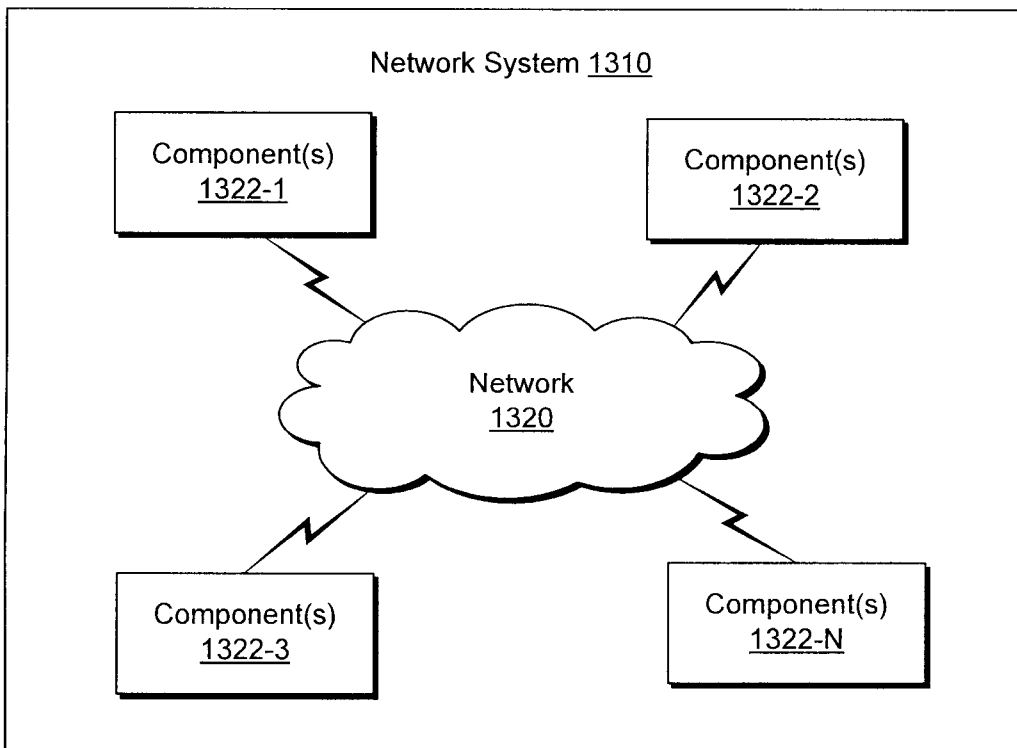 Network System 1310
Component(s)
1322-1
Component(s)
1322-2
Network
1320
Component(s)
1322-3
Component(s)
1322-N